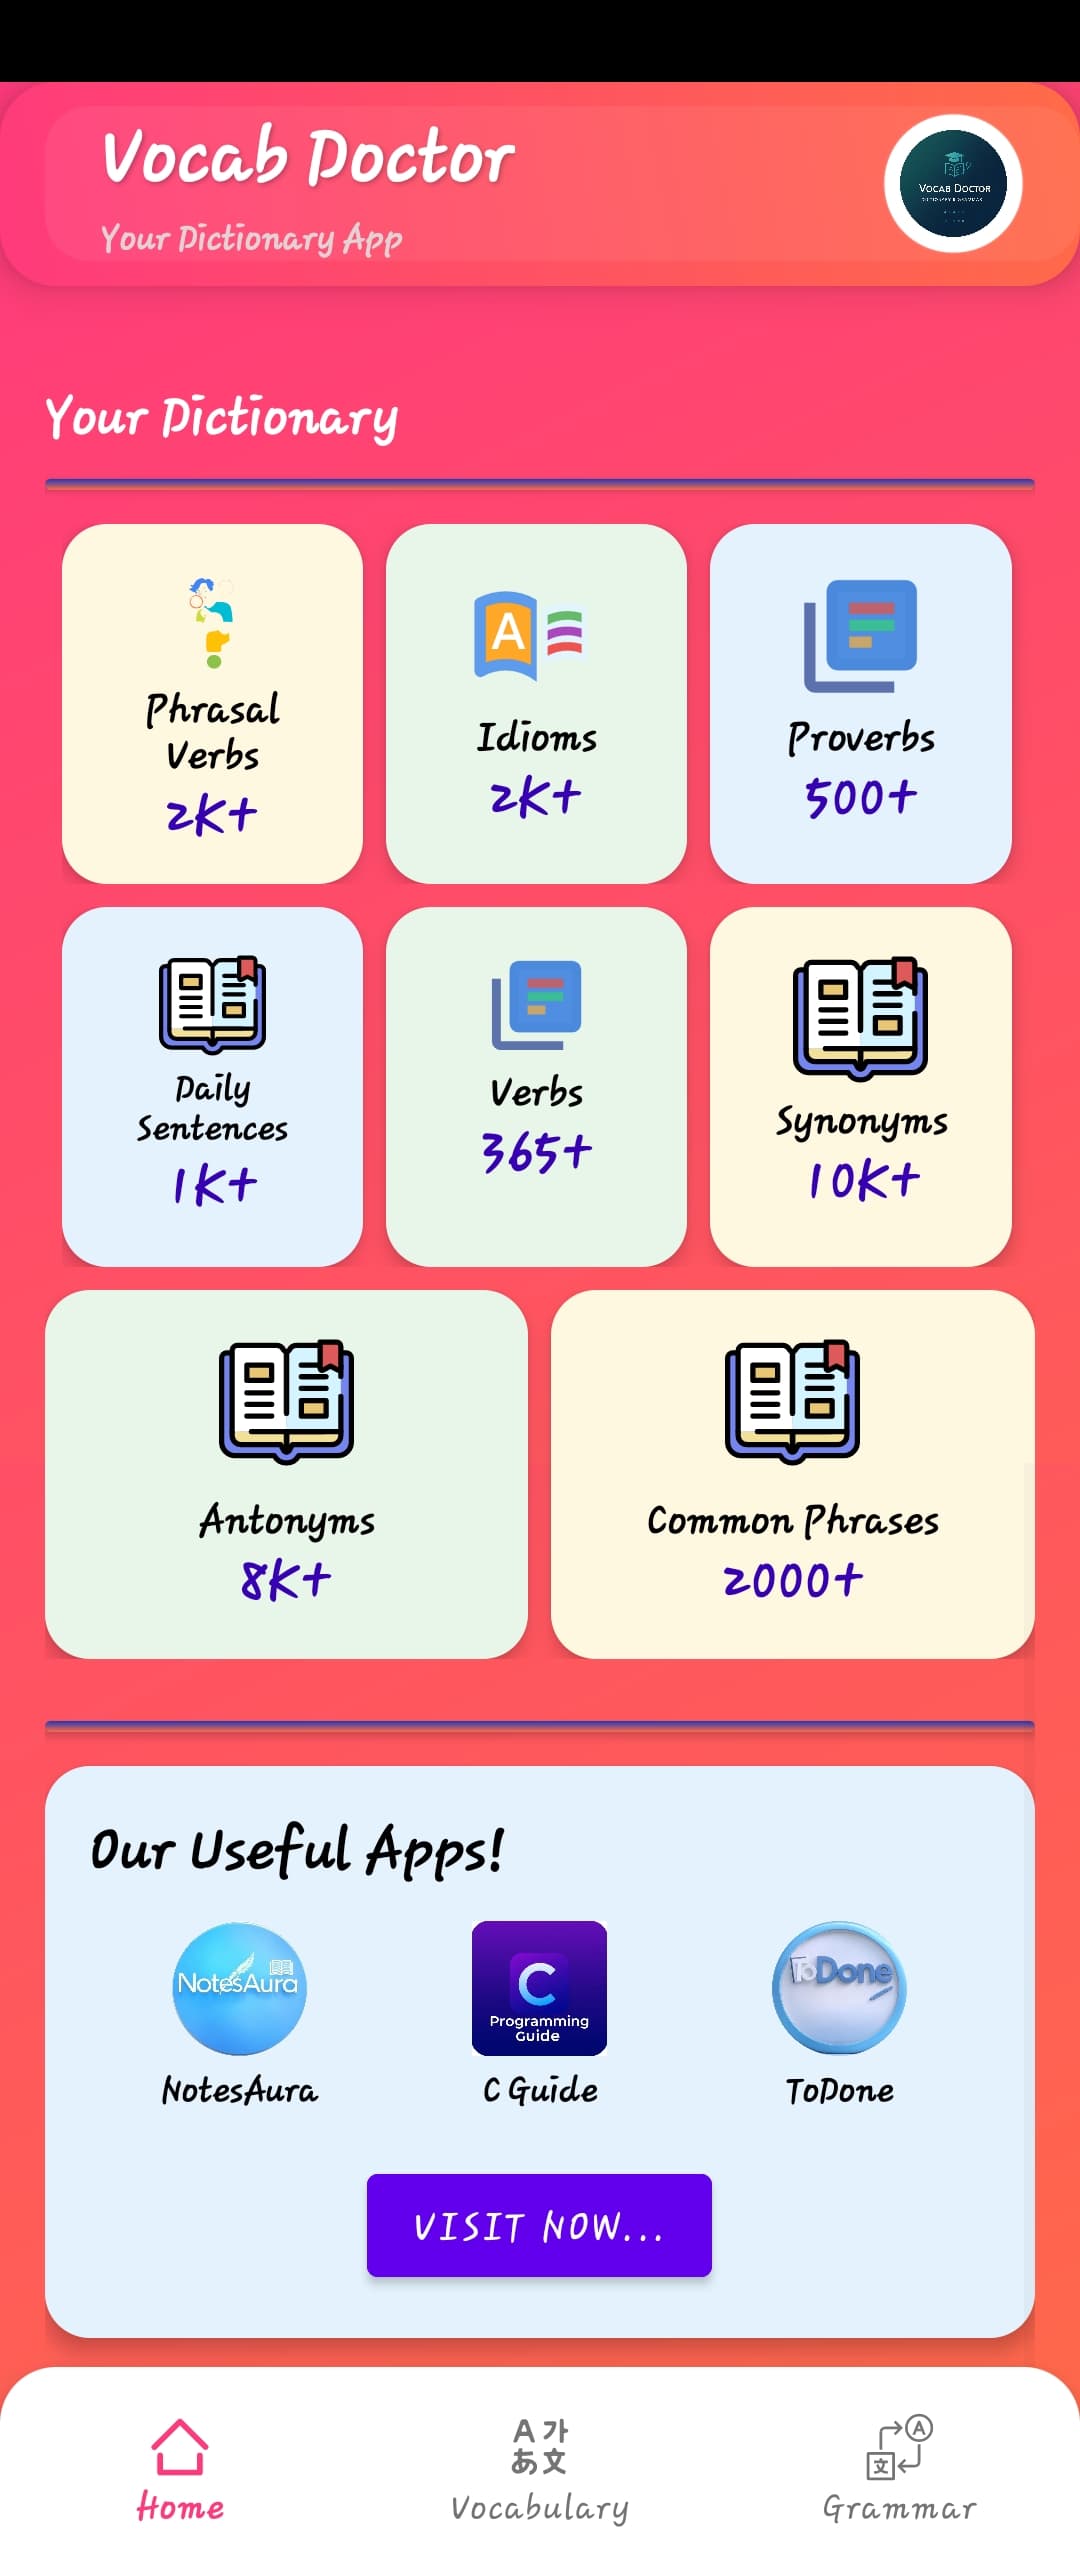 Vocab Doctor
Your Dictionary App
VOCAB DOCTOR
Your Dictionary
Phrasal
Verbs
2K+
A
Idioms
2K+
Proverbs
500+
Daily
Sentences
1K+
Verbs
365+
Synonyms
10K+
Antonyms
8K+
Common Phrases
2000+
Our Useful Apps!
NotesAura
C
Programming
Guide
ToDone
NotesAura
C Guide
ToDone
VISIT NOW...
A 가
あ 文
A
文
Home
Vocabulary
Grammar